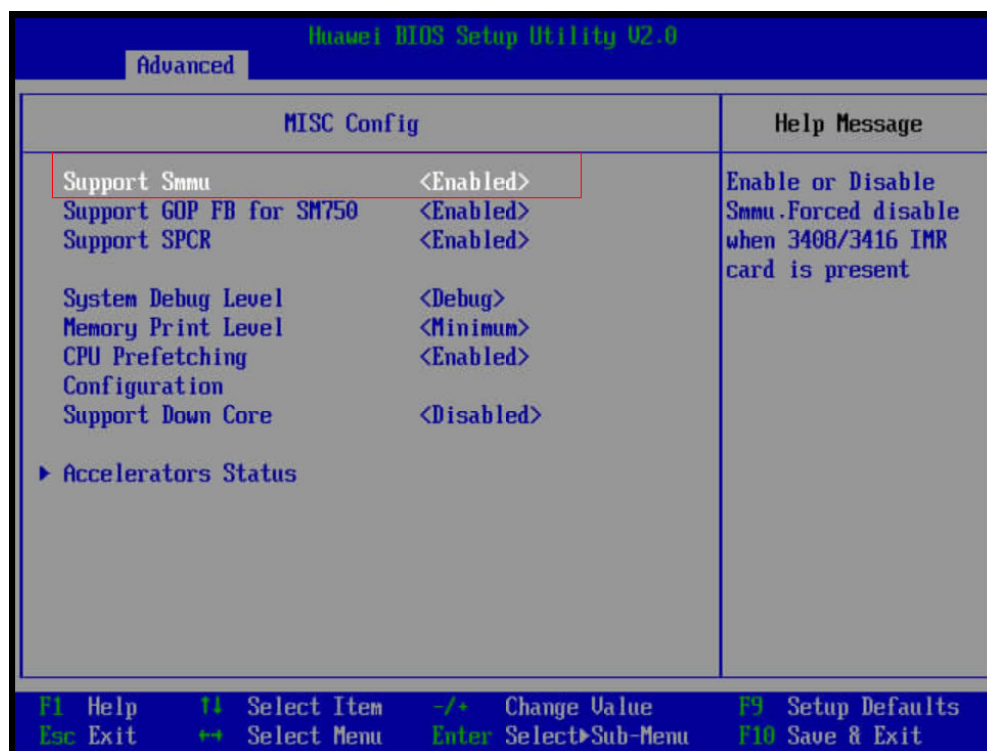 Huawei BIOS Setup Utility V2.0
Advanced
MISC Config
Help Message
Support Smmu <Enabled>
Support GOP FB for SM750 <Enabled>
Support SPCR <Enabled>
System Debug Level <Debug>
Memory Print Level <Minimum>
CPU Prefetching <Enabled>
Configuration
Support Down Core <Disabled>
Accelerators Status
Enable or Disable
Smmu.Forced disable
when 3408/3416 IMR
card is present
F1 Help ↑↓ Select Item -/+ Change Value F9 Setup Defaults
Esc Exit ←→ Select Menu Enter Select▶Sub-Menu F10 Save & Exit